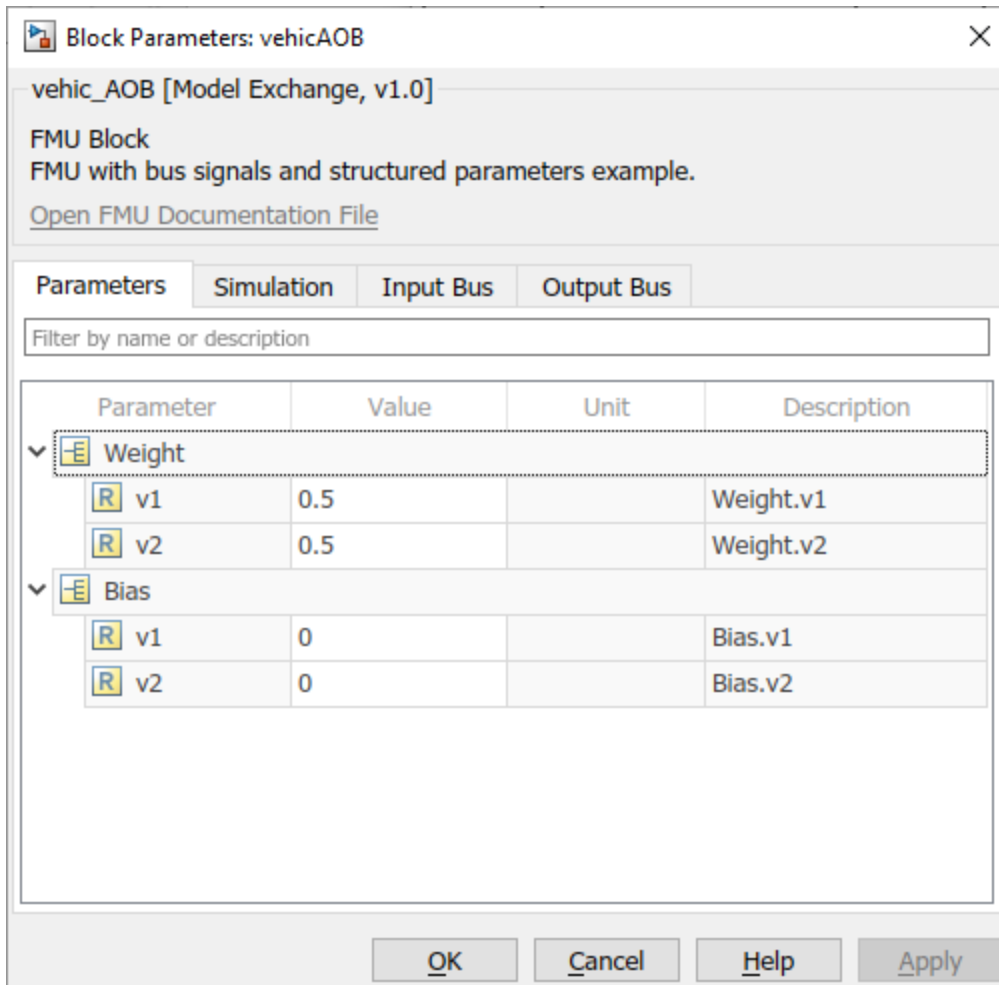 Block Parameters: vehicAOB
vehic_AOB [Model Exchange, v1.0]
FMU Block
FMU with bus signals and structured parameters example.
Open FMU Documentation File
Parameters Simulation Input Bus Output Bus
Filter by name or description
Parameter Value Unit Description
Weight
R v1 0.5 Weight.v1
R v2 0.5 Weight.v2
Bias
R v1 0 Bias.v1
R v2 0 Bias.v2
OK Cancel Help Apply